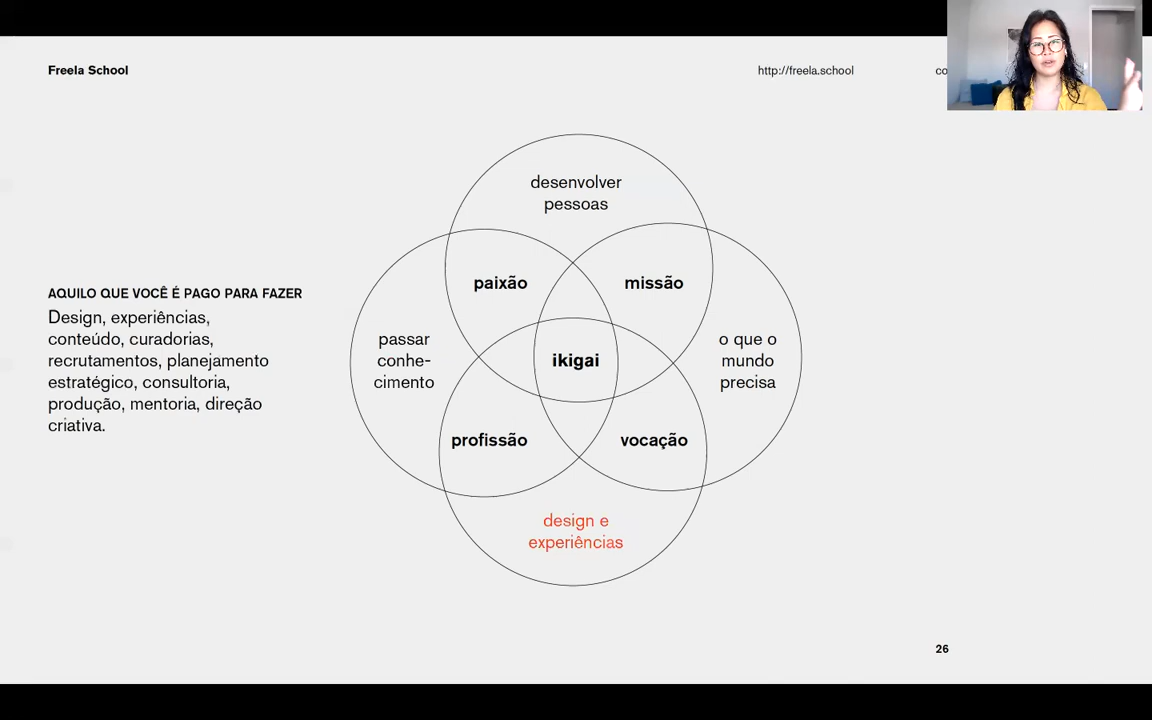 Freela School
http://freela.school
co
desenvolver
pessoas
paixão
missão
AQUILO QUE VOCÊ É PAGO PARA FAZER
Design, experiências,
conteúdo, curadorias,
recrutamentos, planejamento
estratégico, consultoria,
produção, mentoria, direção
criativa.
passar
conhe-
cimento
ikigai
o que o
mundo
precisa
profissão
vocação
design e
experiências
26